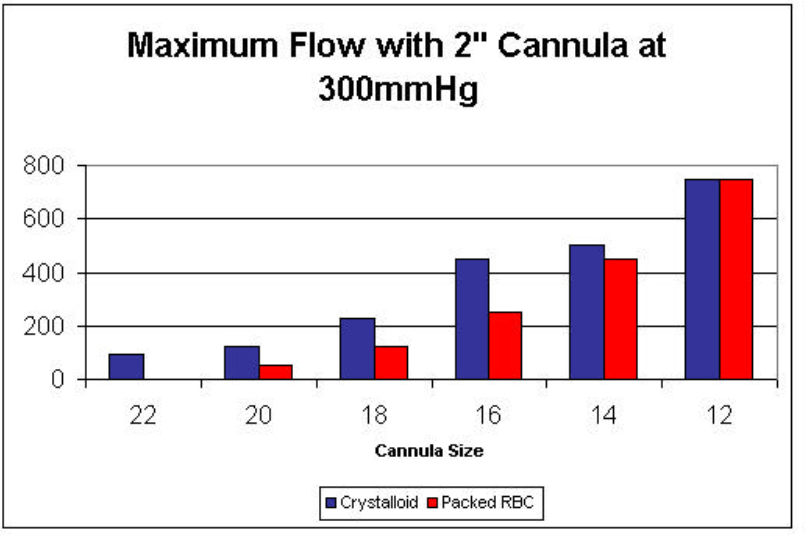 Maximum Flow with 2" Cannula at
300mmHg
800
600
400
200
0
22 20 18 16 14 12
Cannula Size
Crystalloid Packed RBC